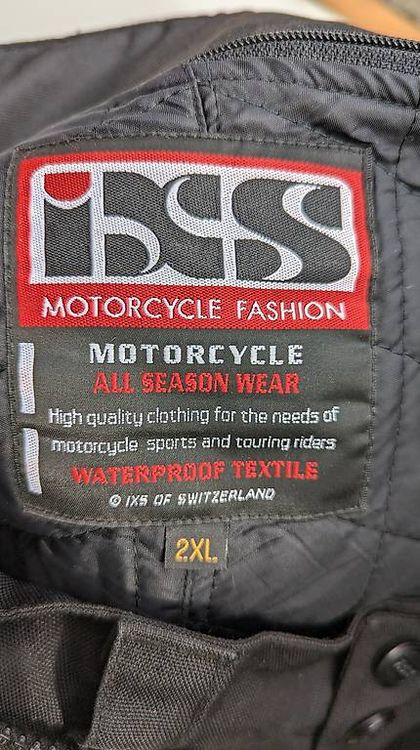 iXS
MOTORCYCLE FASHION
MOTORCYCLE
ALL SEASON WEAR
High quality clothing for the needs of
motorcycle sports and touring riders
WATERPROOF TEXTILE
© IXS OF SWITZERLAND
2XL